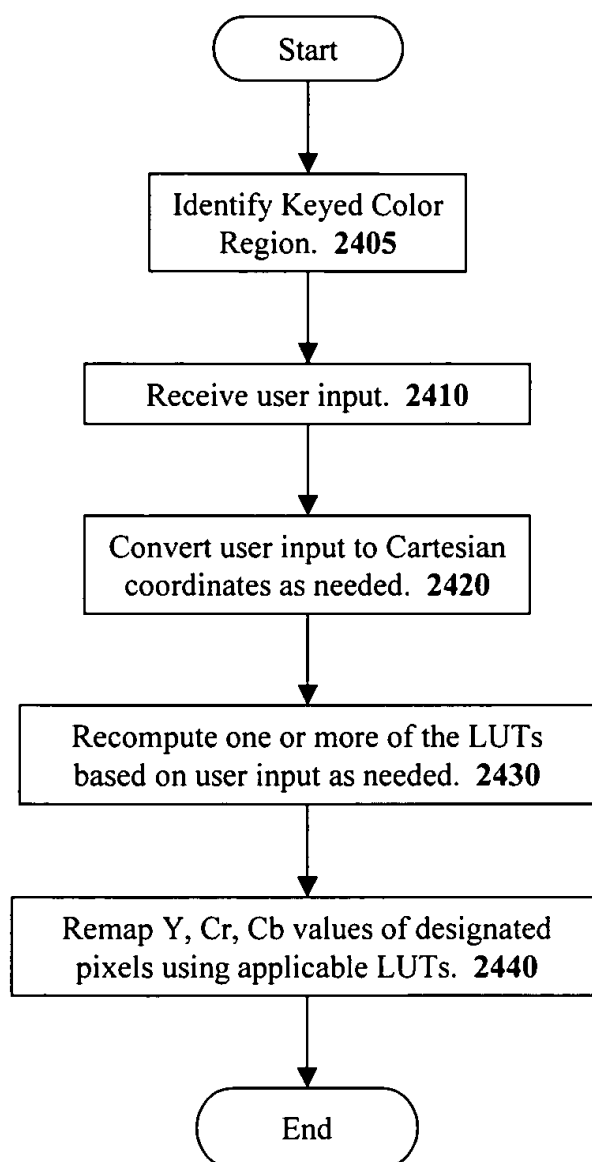 Start
Identify Keyed Color
Region. 2405
Receive user input. 2410
Convert user input to Cartesian
coordinates as needed. 2420
Recompute one or more of the LUTs
based on user input as needed. 2430
Remap Y, Cr, Cb values of designated
pixels using applicable LUTs. 2440
End